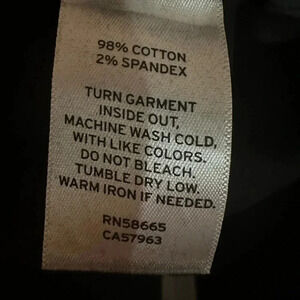 98% COTTON
2% SPANDEX
TURN GARMENT
INSIDE OUT,
MACHINE WASH COLD,
WITH LIKE COLORS.
DO NOT BLEACH.
TUMBLE DRY LOW.
WARM IRON IF NEEDED.
RN58665
CA57963